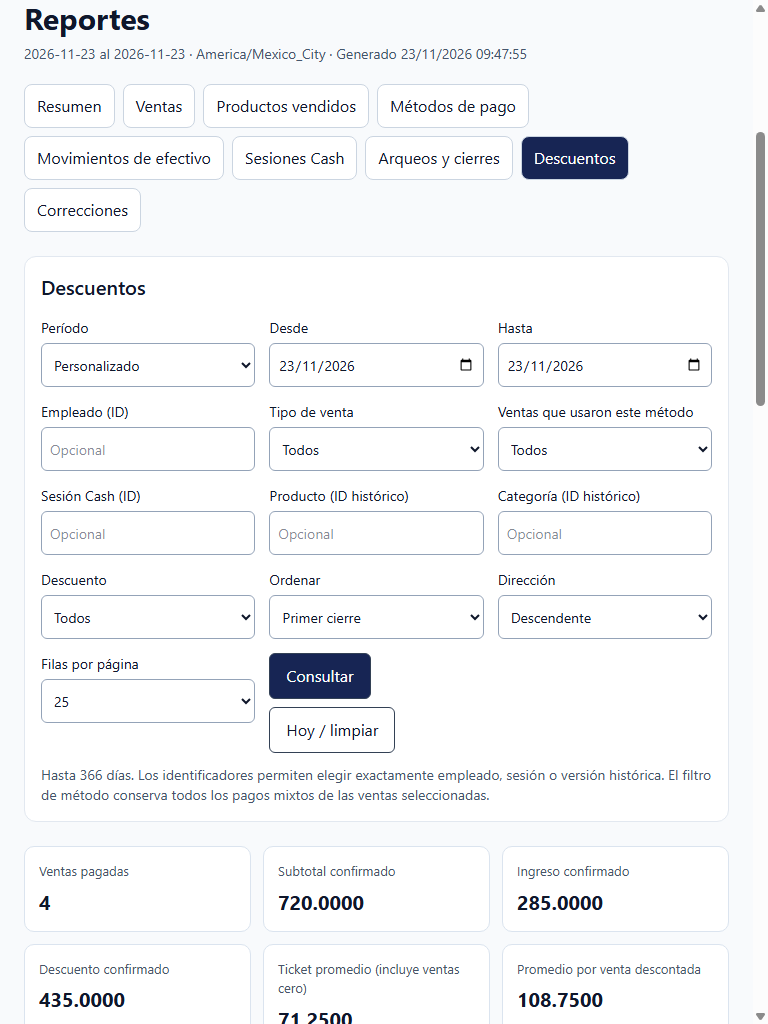 Reportes
2026-11-23 al 2026-11-23 · America/Mexico_City · Generado 23/11/2026 09:47:55
Resumen
Ventas
Productos vendidos
Métodos de pago
Movimientos de efectivo
Sesiones Cash
Arqueos y cierres
Descuentos
Correcciones
Descuentos
Período
Desde
Hasta
Personalizado
23/11/2026
23/11/2026
Empleado (ID)
Tipo de venta
Ventas que usaron este método
Opcional
Todos
Todos
Sesión Cash (ID)
Producto (ID histórico)
Categoría (ID histórico)
Opcional
Opcional
Opcional
Descuento
Ordenar
Dirección
Todos
Primer cierre
Descendente
Filas por página
25
Consultar
Hoy / limpiar
Hasta 366 días. Los identificadores permiten elegir exactamente empleado, sesión o versión histórica. El filtro
de método conserva todos los pagos mixtos de las ventas seleccionadas.
Ventas pagadas
4
Subtotal confirmado
720.0000
Ingreso confirmado
285.0000
Descuento confirmado
435.0000
Ticket promedio (incluye ventas
cero)
71.2500
Promedio por venta descontada
108.7500